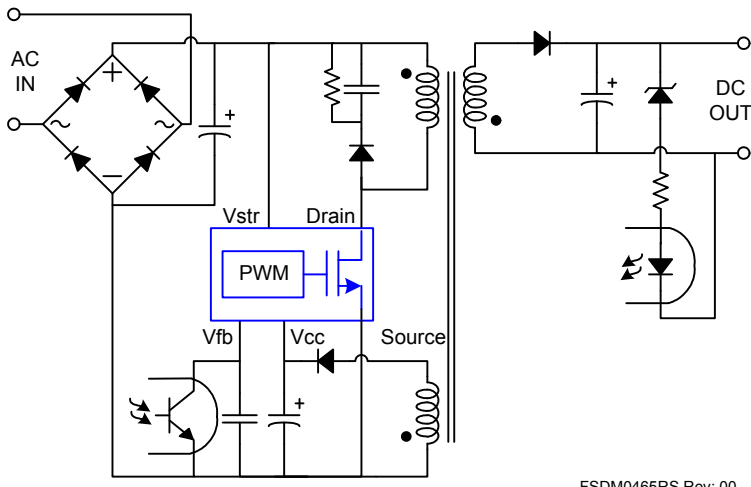 AC
IN
+
~
~
−
+
+
DC
OUT
Vstr
Drain
PWM
Vfb
Vcc
Source
+
FSDM0465RS Rev: 00